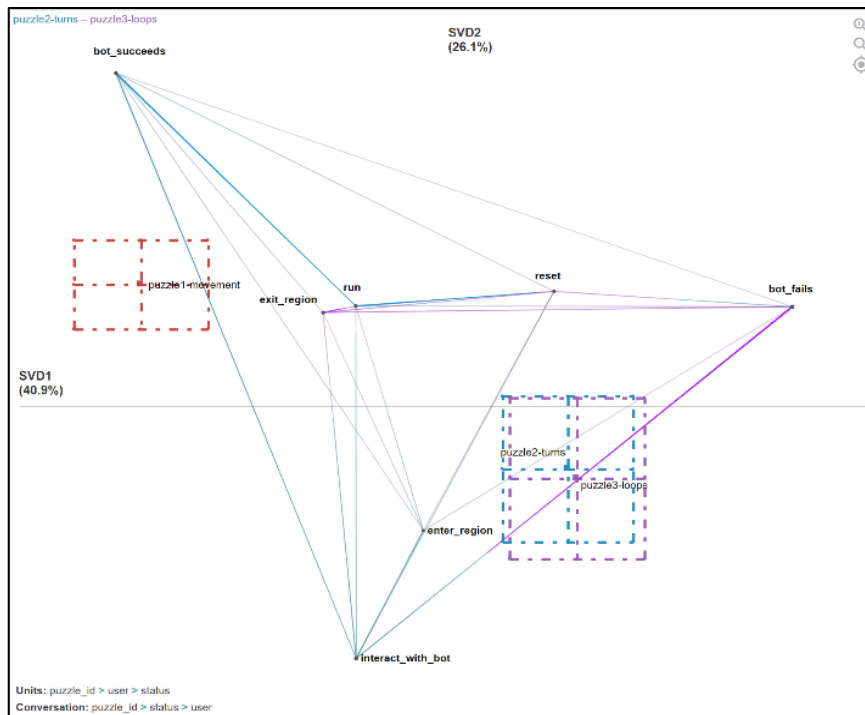 puzzle2-turns – puzzle3-loops
SVD2
(26.1%)
bot_succeeds
puzzle1-movement
exit_region
run
reset
bot_fails
SVD1
(40.9%)
puzzle2-turns
puzzle3-loops
enter_region
interact_with_bot
Units: puzzle_id > user > status
Conversation: puzzle_id > status > user